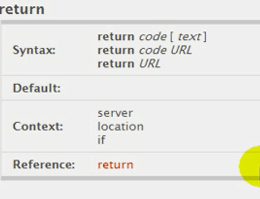 return
Syntax: return code [ text ]
return code URL
return URL
Default:
Context: server
location
if
Reference: return